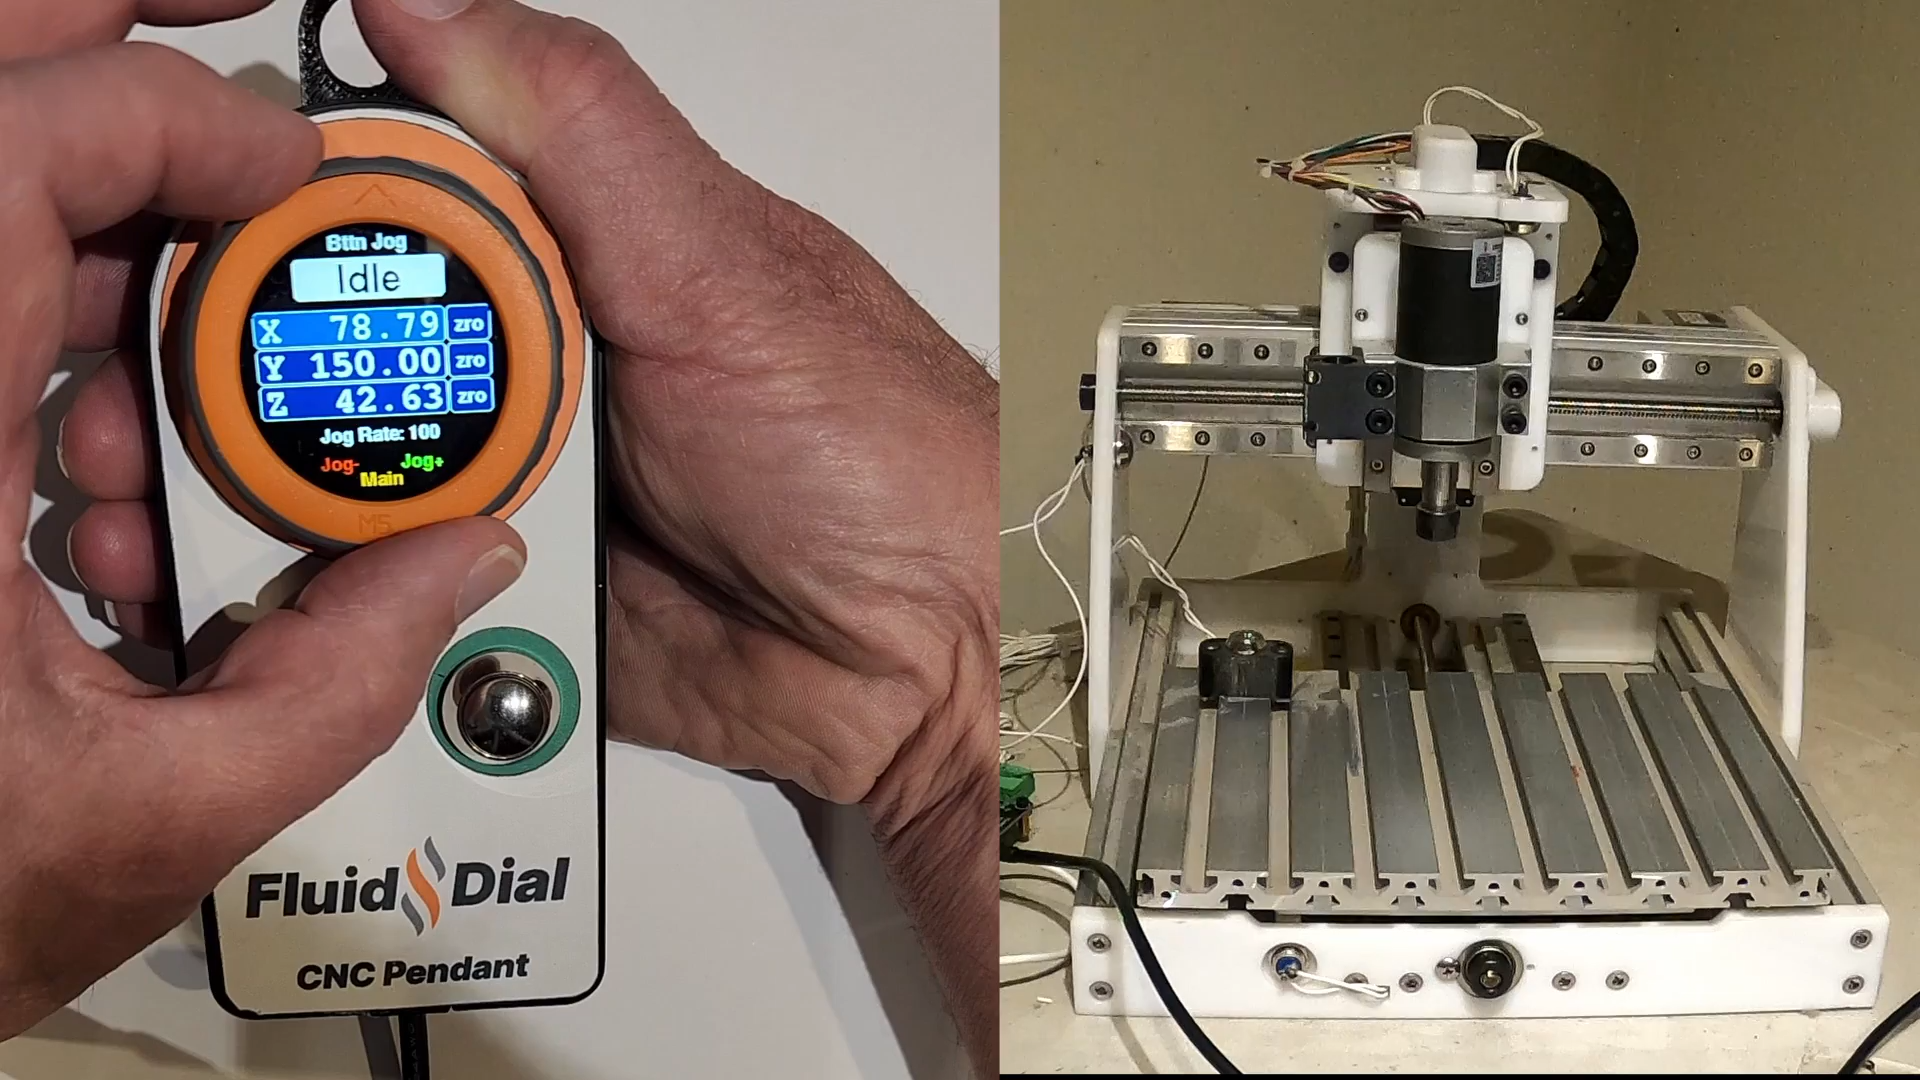 Bttn Jog
Idle
X 78.79 zro
Y 150.00 zro
Z 42.63 zro
Jog Rate: 100
Jog- Jog+
Main
M5
Fluid Dial
CNC Pendant